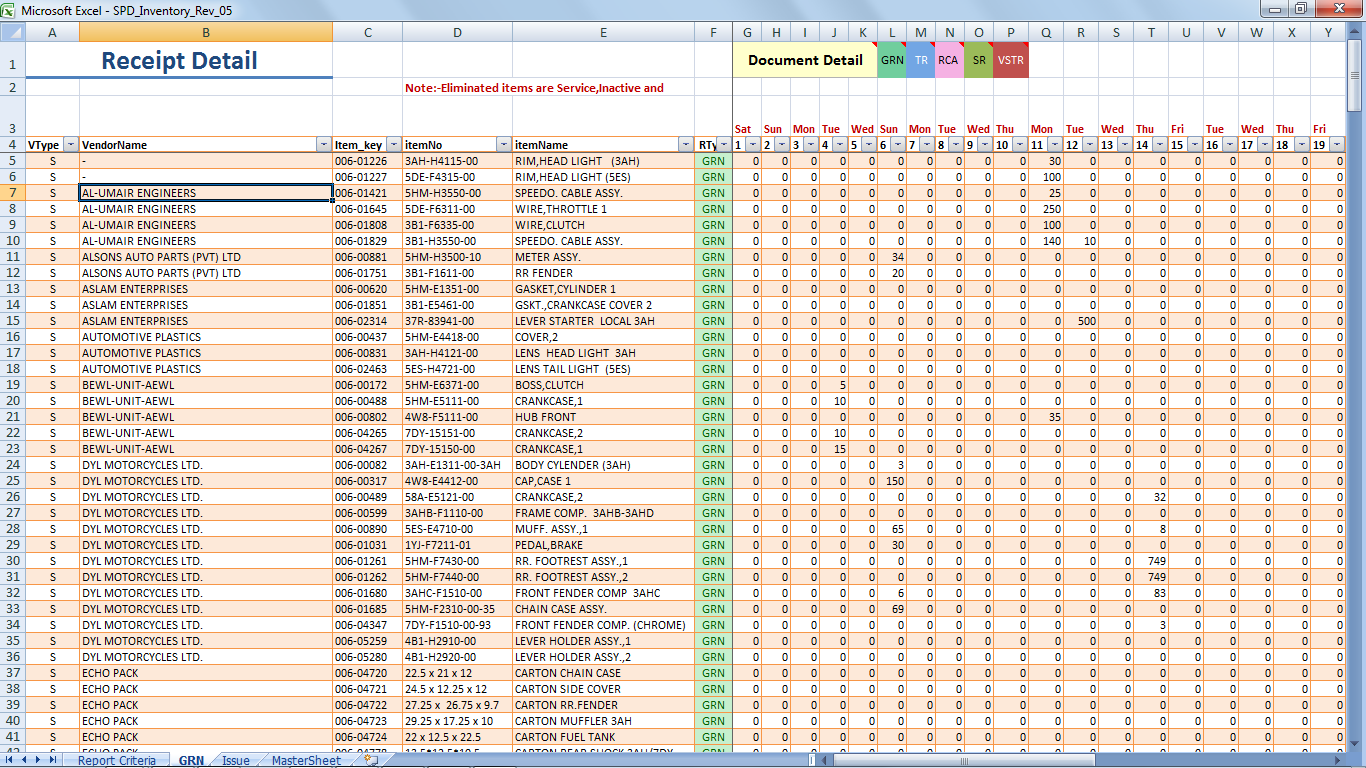 Microsoft Excel - SPD_Inventory_Rev_05
A B C D E F G H I J K L M N O P Q R S T U V W X Y
1 Receipt Detail Document Detail GRN TR RCA SR VSTR
2 Note:-Eliminated items are Service,Inactive and
3 Sat Sun Mon Tue Wed Sun Mon Tue Wed Thu Mon Tue Wed Thu Fri Tue Wed Thu Fri
4 VType VendorName Item_key itemNo itemName RTy 1 2 3 4 5 6 7 8 9 10 11 12 13 14 15 16 17 18 19
5 S - 006-01226 3AH-H4115-00 RIM,HEAD LIGHT (3AH) GRN 0 0 0 0 0 0 0 0 0 0 30 0 0 0 0 0 0 0 0
6 S - 006-01227 5DE-F4315-00 RIM,HEAD LIGHT (5ES) GRN 0 0 0 0 0 0 0 0 0 0 100 0 0 0 0 0 0 0 0
7 S AL-UMAIR ENGINEERS 006-01421 5HM-H3550-00 SPEEDO. CABLE ASSY. GRN 0 0 0 0 0 0 0 0 0 0 25 0 0 0 0 0 0 0 0
8 S AL-UMAIR ENGINEERS 006-01645 5DE-F6311-00 WIRE,THROTTLE 1 GRN 0 0 0 0 0 0 0 0 0 0 250 0 0 0 0 0 0 0 0
9 S AL-UMAIR ENGINEERS 006-01808 3B1-F6335-00 WIRE,CLUTCH GRN 0 0 0 0 0 0 0 0 0 0 100 0 0 0 0 0 0 0 0
10 S AL-UMAIR ENGINEERS 006-01829 3B1-H3550-00 SPEEDO. CABLE ASSY. GRN 0 0 0 0 0 0 0 0 0 0 140 10 0 0 0 0 0 0 0
11 S ALSONS AUTO PARTS (PVT) LTD 006-00881 5HM-H3500-10 METER ASSY. GRN 0 0 0 0 0 34 0 0 0 0 0 0 0 0 0 0 0 0 0
12 S ALSONS AUTO PARTS (PVT) LTD 006-01751 3B1-F1611-00 RR FENDER GRN 0 0 0 0 0 20 0 0 0 0 0 0 0 0 0 0 0 0 0
13 S ASLAM ENTERPRISES 006-00620 5HM-E1351-00 GASKET,CYLINDER 1 GRN 0 0 0 0 0 0 0 0 0 0 0 0 0 0 0 0 0 0 0
14 S ASLAM ENTERPRISES 006-01851 3B1-E5461-00 GSKT.,CRANKCASE COVER 2 GRN 0 0 0 0 0 0 0 0 0 0 0 0 0 0 0 0 0 0 0
15 S ASLAM ENTERPRISES 006-02314 37R-83941-00 LEVER STARTER LOCAL 3AH GRN 0 0 0 0 0 0 0 0 0 0 0 500 0 0 0 0 0 0 0
16 S AUTOMOTIVE PLASTICS 006-00437 5HM-E4418-00 COVER,2 GRN 0 0 0 0 0 0 0 0 0 0 0 0 0 0 0 0 0 0 0
17 S AUTOMOTIVE PLASTICS 006-00831 3AH-H4121-00 LENS HEAD LIGHT 3AH GRN 0 0 0 0 0 0 0 0 0 0 0 0 0 0 0 0 0 0 0
18 S AUTOMOTIVE PLASTICS 006-02463 5ES-H4721-00 LENS TAIL LIGHT (5ES) GRN 0 0 0 0 0 0 0 0 0 0 0 0 0 0 0 0 0 0 0
19 S BEWL-UNIT-AEWL 006-00172 5HM-E6371-00 BOSS,CLUTCH GRN 0 0 0 5 0 0 0 0 0 0 0 0 0 0 0 0 0 0 0
20 S BEWL-UNIT-AEWL 006-00488 5HM-E5111-00 CRANKCASE,1 GRN 0 0 0 10 0 0 0 0 0 0 0 0 0 0 0 0 0 0 0
21 S BEWL-UNIT-AEWL 006-00802 4W8-F5111-00 HUB FRONT GRN 0 0 0 0 0 0 0 0 0 0 35 0 0 0 0 0 0 0 0
22 S BEWL-UNIT-AEWL 006-04265 7DY-15151-00 CRANKCASE,2 GRN 0 0 0 10 0 0 0 0 0 0 0 0 0 0 0 0 0 0 0
23 S BEWL-UNIT-AEWL 006-04267 7DY-15150-00 CRANKCASE,1 GRN 0 0 0 15 0 0 0 0 0 0 0 0 0 0 0 0 0 0 0
24 S DYL MOTORCYCLES LTD. 006-00082 3AH-E1311-00-3AH BODY CYLENDER (3AH) GRN 0 0 0 0 0 3 0 0 0 0 0 0 0 0 0 0 0 0 0
25 S DYL MOTORCYCLES LTD. 006-00317 4W8-E4412-00 CAP,CASE 1 GRN 0 0 0 0 0 150 0 0 0 0 0 0 0 0 0 0 0 0 0
26 S DYL MOTORCYCLES LTD. 006-00489 58A-E5121-00 CRANKCASE,2 GRN 0 0 0 0 0 0 0 0 0 0 0 0 0 32 0 0 0 0 0
27 S DYL MOTORCYCLES LTD. 006-00599 3AHB-F1110-00 FRAME COMP. 3AHB-3AHD GRN 0 0 0 0 0 0 0 0 0 0 0 0 0 0 0 0 0 0 0
28 S DYL MOTORCYCLES LTD. 006-00890 5ES-E4710-00 MUFF. ASSY.,1 GRN 0 0 0 0 0 65 0 0 0 0 0 0 0 8 0 0 0 0 0
29 S DYL MOTORCYCLES LTD. 006-01031 1YJ-F7211-01 PEDAL,BRAKE GRN 0 0 0 0 0 30 0 0 0 0 0 0 0 0 0 0 0 0 0
30 S DYL MOTORCYCLES LTD. 006-01261 5HM-F7430-00 RR. FOOTREST ASSY.,1 GRN 0 0 0 0 0 0 0 0 0 0 0 0 0 749 0 0 0 0 0
31 S DYL MOTORCYCLES LTD. 006-01262 5HM-F7440-00 RR. FOOTREST ASSY.,2 GRN 0 0 0 0 0 0 0 0 0 0 0 0 0 749 0 0 0 0 0
32 S DYL MOTORCYCLES LTD. 006-01680 3AHC-F1510-00 FRONT FENDER COMP 3AHC GRN 0 0 0 0 0 6 0 0 0 0 0 0 0 83 0 0 0 0 0
33 S DYL MOTORCYCLES LTD. 006-01685 5HM-F2310-00-35 CHAIN CASE ASSY. GRN 0 0 0 0 0 69 0 0 0 0 0 0 0 0 0 0 0 0 0
34 S DYL MOTORCYCLES LTD. 006-04347 7DY-F1510-00-93 FRONT FENDER COMP. (CHROME) GRN 0 0 0 0 0 0 0 0 0 0 0 0 0 3 0 0 0 0 0
35 S DYL MOTORCYCLES LTD. 006-05259 4B1-H2910-00 LEVER HOLDER ASSY.,1 GRN 0 0 0 0 0 0 0 0 0 0 0 0 0 0 0 0 0 0 0
36 S DYL MOTORCYCLES LTD. 006-05280 4B1-H2920-00 LEVER HOLDER ASSY.,2 GRN 0 0 0 0 0 0 0 0 0 0 0 0 0 0 0 0 0 0 0
37 S ECHO PACK 006-04720 22.5 x 21 x 12 CARTON CHAIN CASE GRN 0 0 0 0 0 0 0 0 0 0 0 0 0 0 0 0 0 0 0
38 S ECHO PACK 006-04721 24.5 x 12.25 x 12 CARTON SIDE COVER GRN 0 0 0 0 0 0 0 0 0 0 0 0 0 0 0 0 0 0 0
39 S ECHO PACK 006-04722 27.25 x 26.75 x 9.7 CARTON RR.FENDER GRN 0 0 0 0 0 0 0 0 0 0 0 0 0 0 0 0 0 0 0
40 S ECHO PACK 006-04723 29.25 x 17.25 x 10 CARTON MUFFLER 3AH GRN 0 0 0 0 0 0 0 0 0 0 0 0 0 0 0 0 0 0 0
41 S ECHO PACK 006-04724 22 x 12.5 x 22.5 CARTON FUEL TANK GRN 0 0 0 0 0 0 0 0 0 0 0 0 0 0 0 0 0 0 0
42 S ECHO PACK
Report Criteria GRN Issue MasterSheet